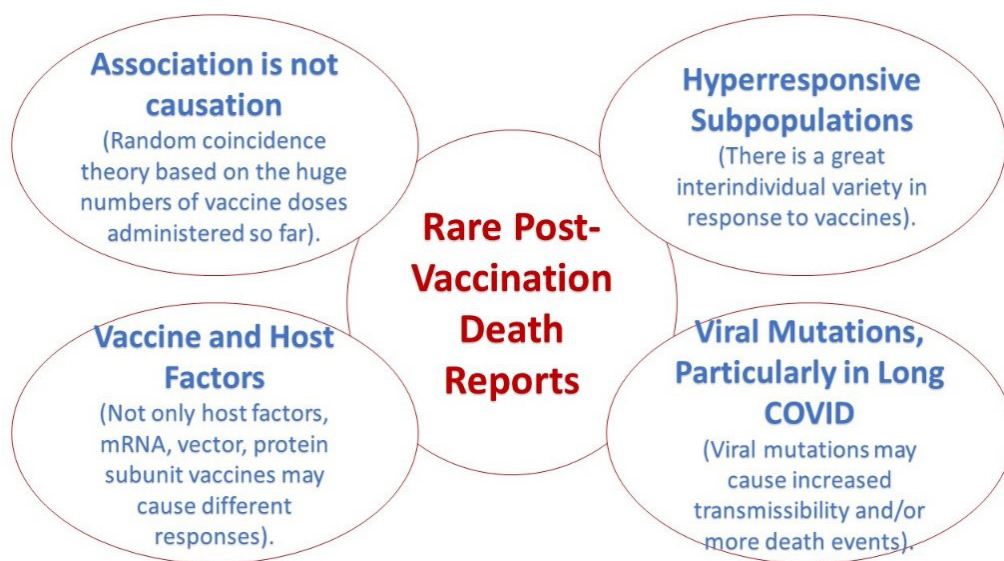 Association is not
causation
(Random coincidence
theory based on the huge
numbers of vaccine doses
administered so far).
Hyperresponsive
Subpopulations
(There is a great
interindividual variety in
response to vaccines).
Rare Post-
Vaccination
Death
Reports
Vaccine and Host
Factors
(Not only host factors,
mRNA, vector, protein
subunit vaccines may
cause different
responses).
Viral Mutations,
Particularly in Long
COVID
(Viral mutations may
cause increased
transmissibility and/or
more death events).